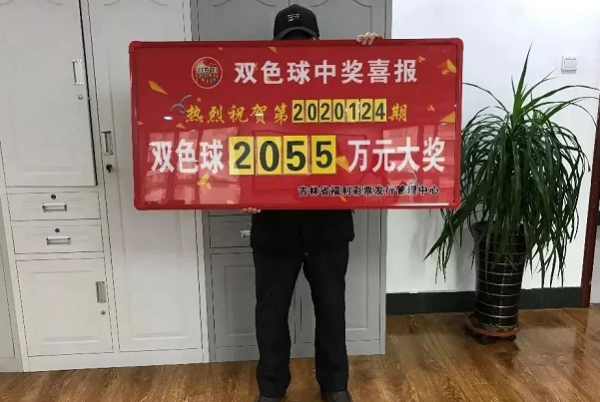 双色球中奖喜报
热烈祝贺第2020124期
双色球2055万元大奖
吉林省福利彩票发行管理中心